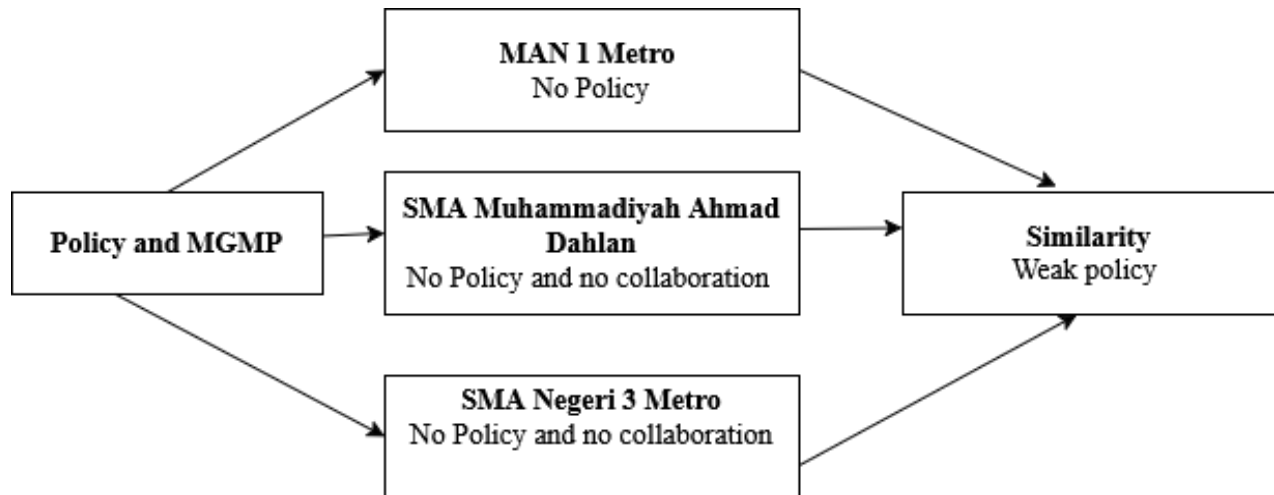 MAN 1 Metro
No Policy
Policy and MGMP
SMA Muhammadiyah Ahmad
Dahlan
No Policy and no collaboration
SMA Negeri 3 Metro
No Policy and no collaboration
Similarity
Weak policy